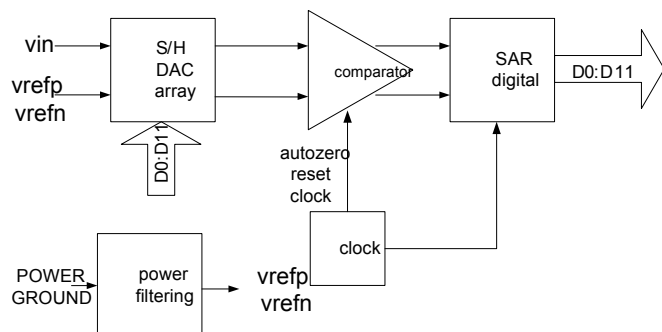 vin
vrefp
vrefn
S/H
DAC
array
D0:D11
comparator
SAR
digital
D0:D11
autozero
reset
clock
clock
POWER
GROUND
power
filtering
vrefp
vrefn